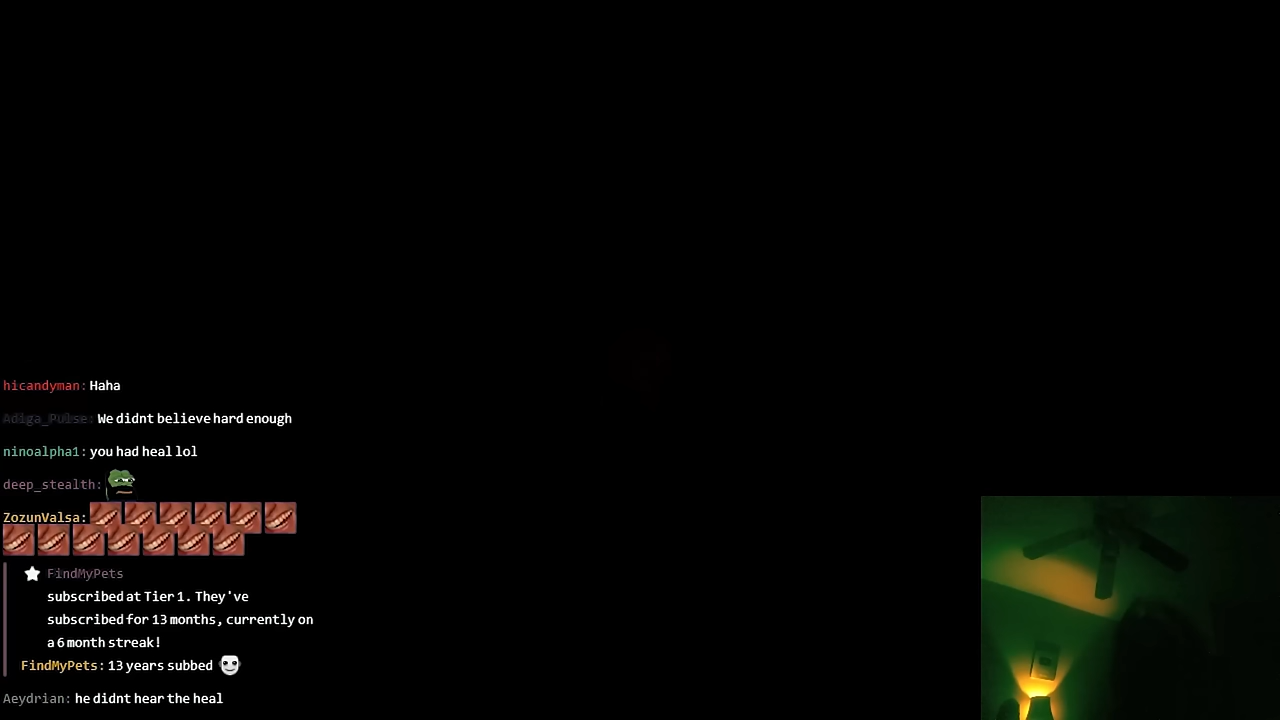 hicandyman: Haha
Adiga_Pulse: We didnt believe hard enough
ninoalpha1: you had heal lol
deep_stealth:
ZozunValsa:
FindMyPets
subscribed at Tier 1. They've
subscribed for 13 months, currently on
a 6 month streak!
FindMyPets: 13 years subbed
Aeydrian: he didnt hear the heal